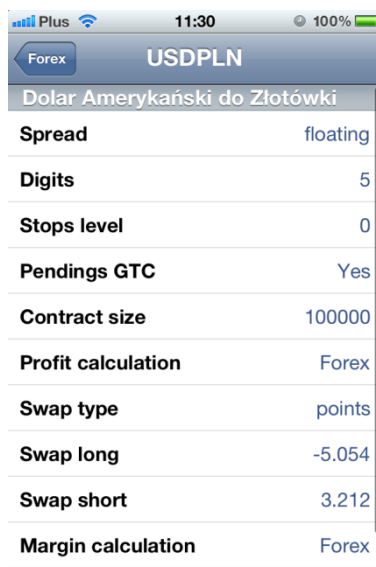 Plus 11:30 100%
Forex USDPLN
Dolar Amerykański do Złotówki
Spread floating
Digits 5
Stops level 0
Pendings GTC Yes
Contract size 100000
Profit calculation Forex
Swap type points
Swap long -5.054
Swap short 3.212
Margin calculation Forex